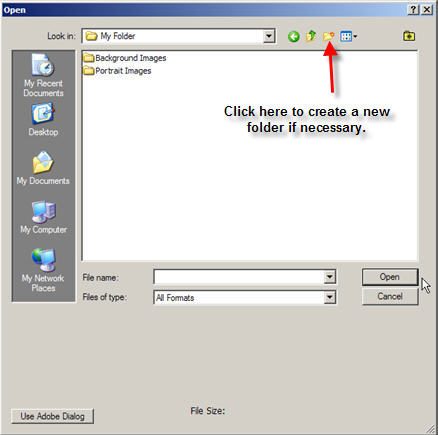 Open
Look in:
My Folder
Background Images
Portrait Images
My Recent
Documents
Desktop
My Documents
My Computer
My Network
Places
Click here to create a new
folder if necessary.
File name:
Open
Files of type:
All Formats
Cancel
Use Adobe Dialog
File Size: